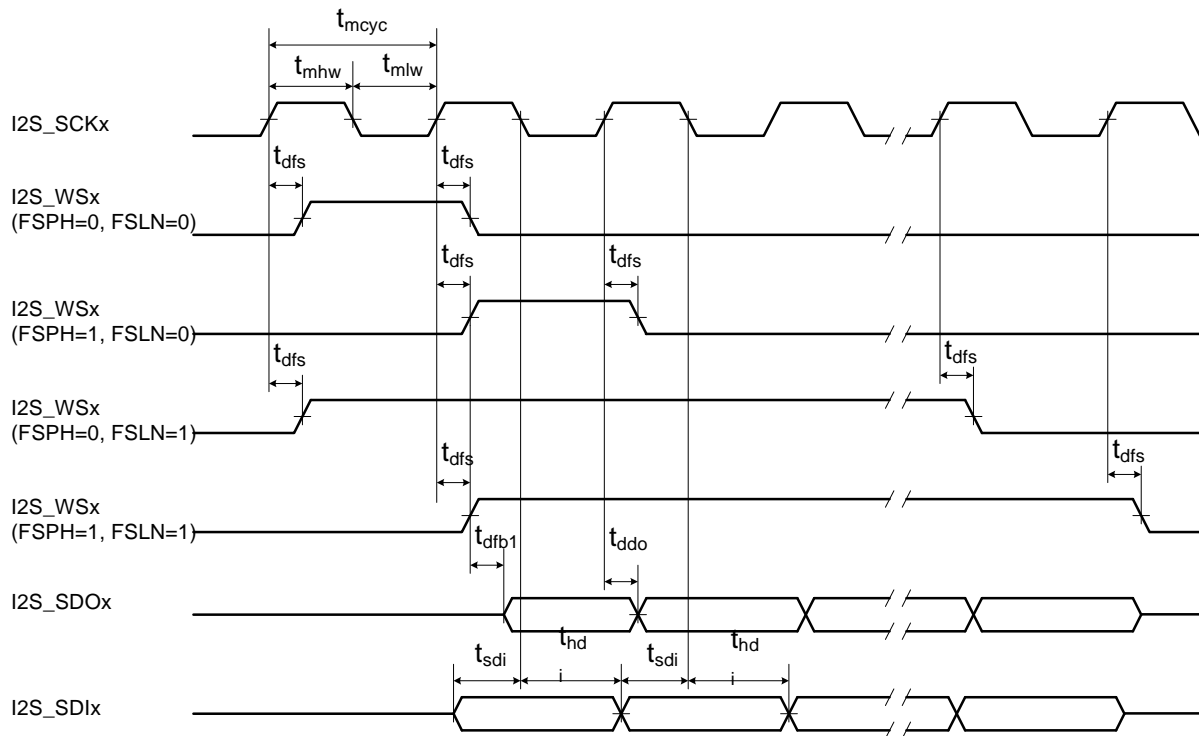 tmcyc
tmhw tmlw
I2S_SCKx
tdfs tdfs
I2S_WSx
(FSPH=0, FSLN=0)
tdfs tdfs
I2S_WSx
(FSPH=1, FSLN=0)
tdfs tdfs
I2S_WSx
(FSPH=0, FSLN=1)
tdfs tdfs
I2S_WSx
(FSPH=1, FSLN=1)
tdfb1 tddo
I2S_SDOx
tsdi thd tsdi thd
i i
I2S_SDIx